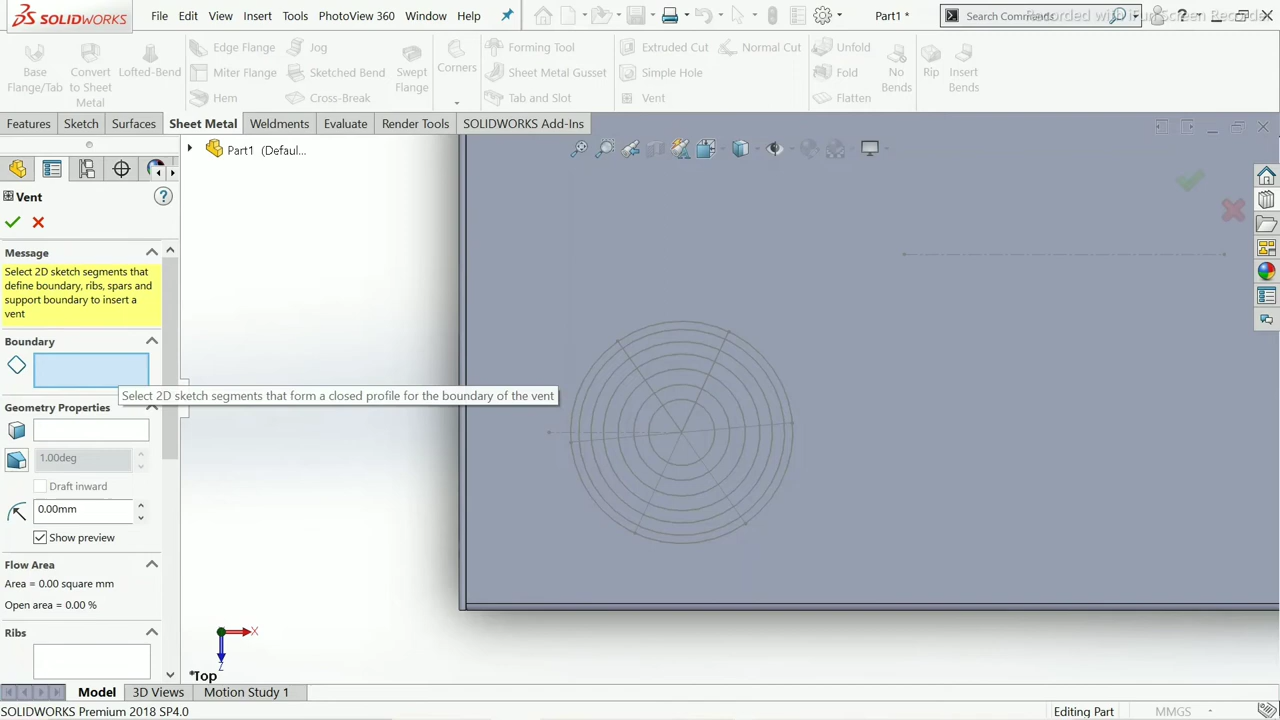 SOLIDWORKS File Edit View Insert Tools PhotoView 360 Window Help Part1 * Search Commands
Recorded with iFun Screen Recorder
Base Flange/Tab
Convert to Sheet Metal
Lofted-Bend
Edge Flange
Miter Flange
Hem
Jog
Sketched Bend
Cross-Break
Swept Flange
Corners
Forming Tool
Sheet Metal Gusset
Tab and Slot
Extruded Cut
Simple Hole
Vent
Normal Cut
Unfold
Fold
Flatten
No Bends
Rip
Insert Bends
Features Sketch Surfaces Sheet Metal Weldments Evaluate Render Tools SOLIDWORKS Add-Ins
Part1 (Defaul...
Vent
Message
Select 2D sketch segments that
define boundary, ribs, spars and
support boundary to insert a
vent
Boundary
Select 2D sketch segments that form a closed profile for the boundary of the vent
Geometry Properties
1.00deg
Draft inward
0.00mm
Show preview
Flow Area
Area = 0.00 square mm
Open area = 0.00 %
Ribs
X
Z
*Top
Model 3D Views Motion Study 1
SOLIDWORKS Premium 2018 SP4.0 Editing Part MMGS